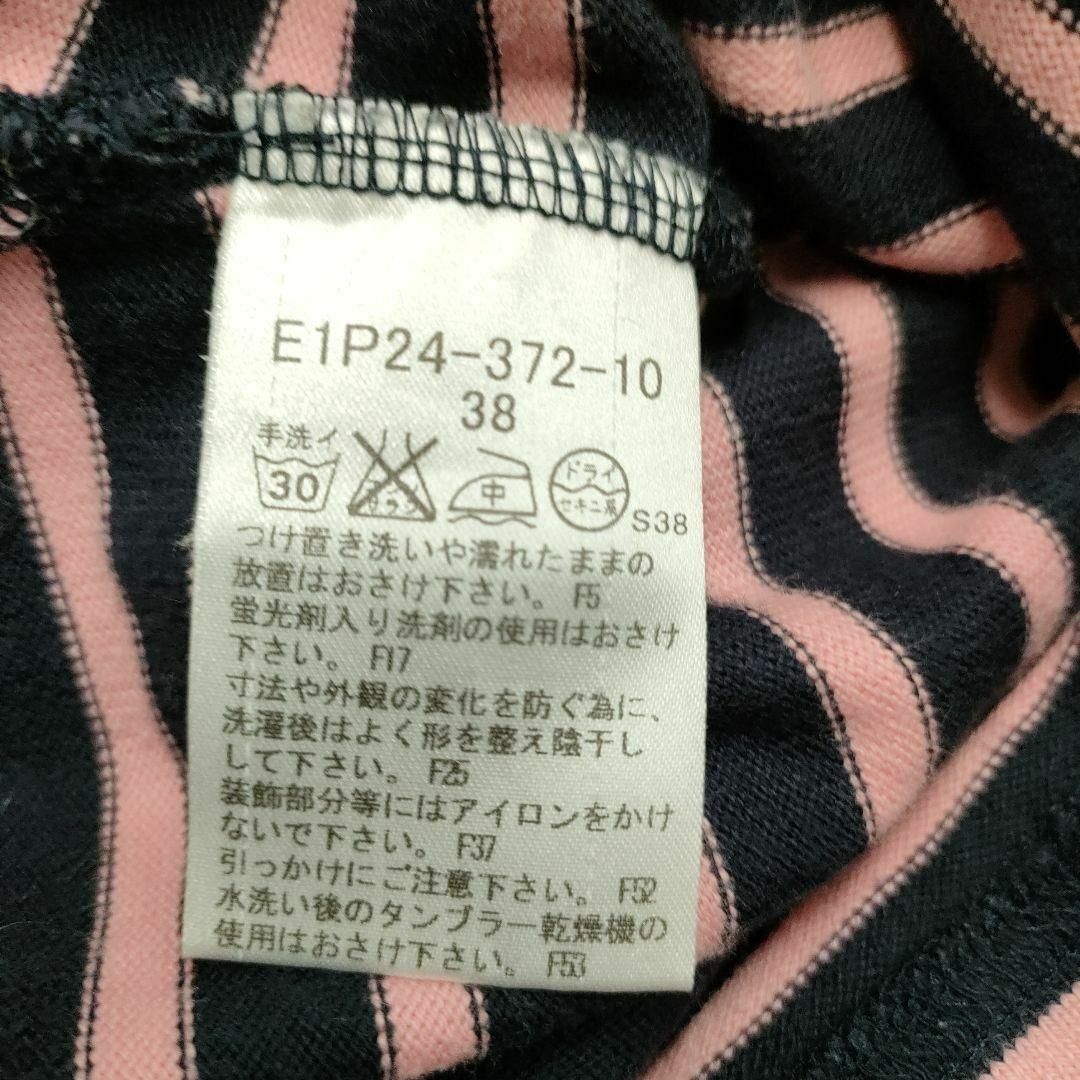 E1P24-372-10
38
手洗イ
30
エンソサラシ
中
ドライ
セキユ系
S38
つけ置き洗いや濡れたままの
放置はおさけ下さい。 F5
蛍光剤入り洗剤の使用はおさけ
下さい。 F17
寸法や外観の変化を防ぐ為に、
洗濯後はよく形を整え陰干し
して下さい。 F25
装飾部分等にはアイロンをかけ
ないで下さい。 F37
引っかけにご注意下さい。 F52
水洗い後のタンブラー乾燥機の
使用はおさけ下さい。 F53